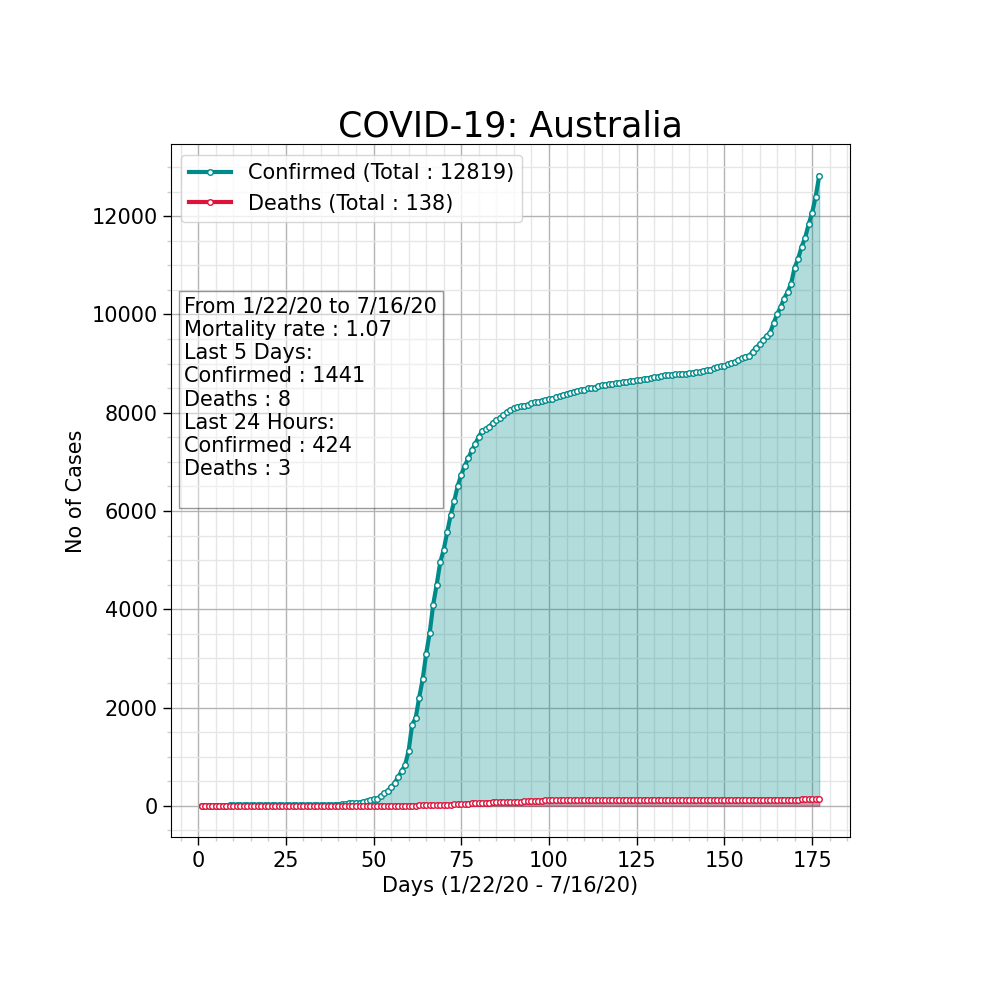 COVID-19: Australia
Confirmed (Total : 12819)
Deaths (Total : 138)
From 1/22/20 to 7/16/20
Mortality rate : 1.07
Last 5 Days:
Confirmed : 1441
Deaths : 8
Last 24 Hours:
Confirmed : 424
Deaths : 3
No of Cases
12000
10000
8000
6000
4000
2000
0
0 25 50 75 100 125 150 175
Days (1/22/20 - 7/16/20)